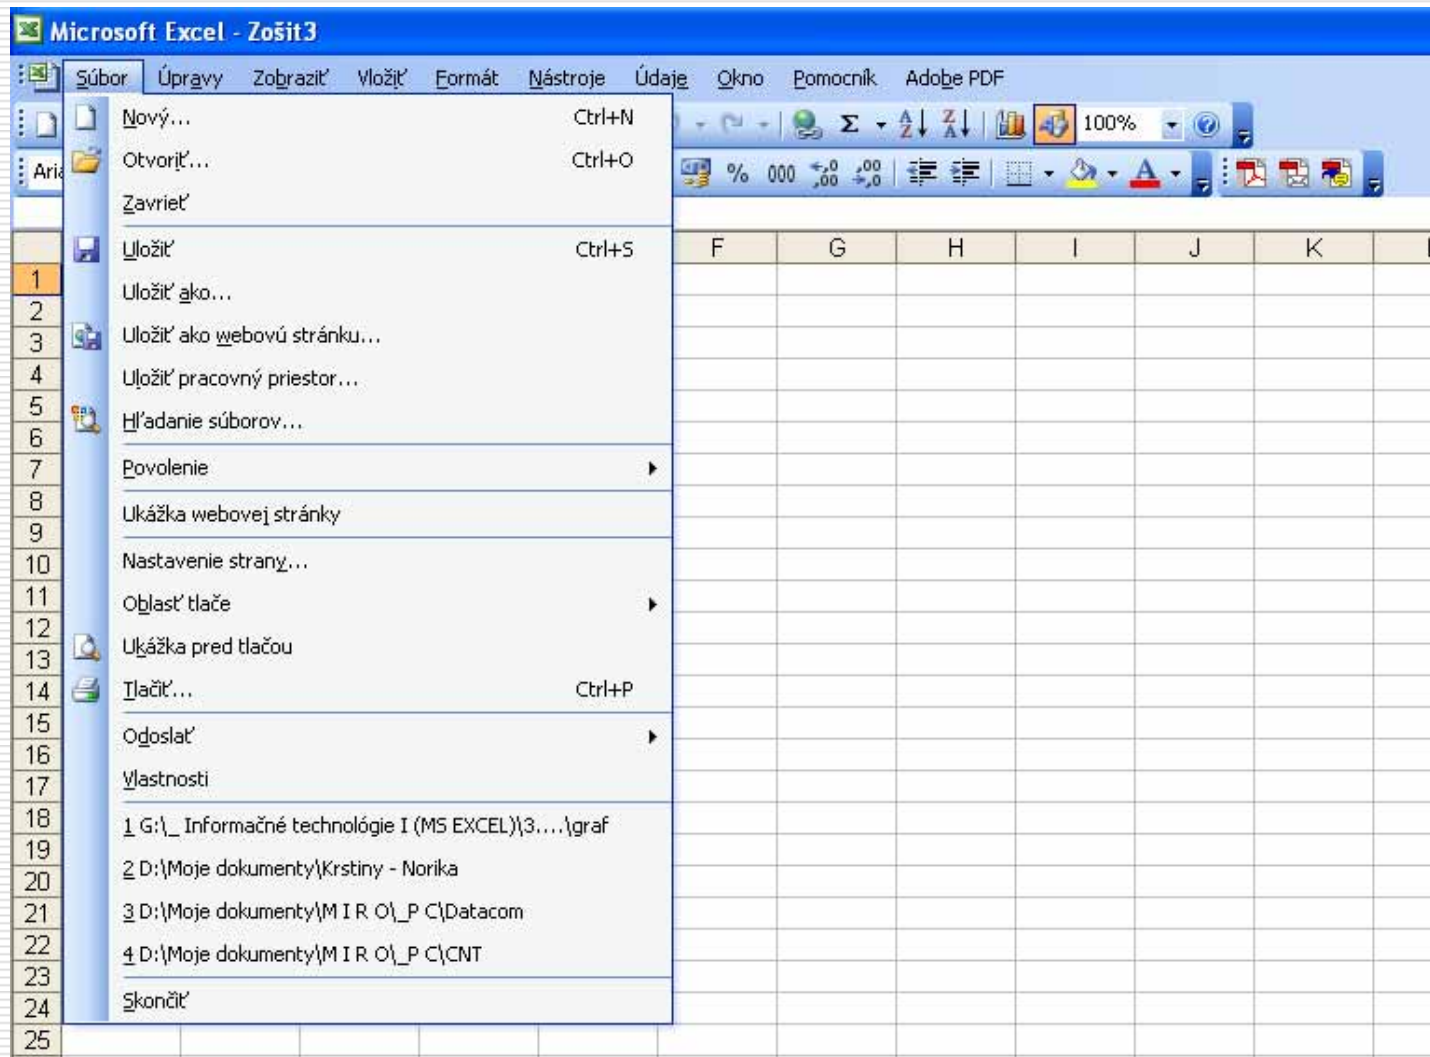 Microsoft Excel - Zošit3
Súbor Úpravy Zobraziť Vložiť Formát Nástroje Údaje Okno Pomocník Adobe PDF
Nový... Ctrl+N
100%
Otvoriť... Ctrl+O
% 000
Zavrieť
Uložiť Ctrl+S
F G H I J K
Uložiť ako...
Uložiť ako webovú stránku...
Uložiť pracovný priestor...
Hľadanie súborov...
Povolenie
Ukážka webovej stránky
Nastavenie strany...
Oblasť tlače
Ukážka pred tlačou
Tlačiť... Ctrl+P
Odoslať
Vlastnosti
1 G:\_ Informačné technológie I (MS EXCEL)\3....\graf
2 D:\Moje dokumenty\Krstiny - Norika
3 D:\Moje dokumenty\M I R O\_P C\Datacom
4 D:\Moje dokumenty\M I R O\_P C\CNT
Skončiť
1
2
3
4
5
6
7
8
9
10
11
12
13
14
15
16
17
18
19
20
21
22
23
24
25